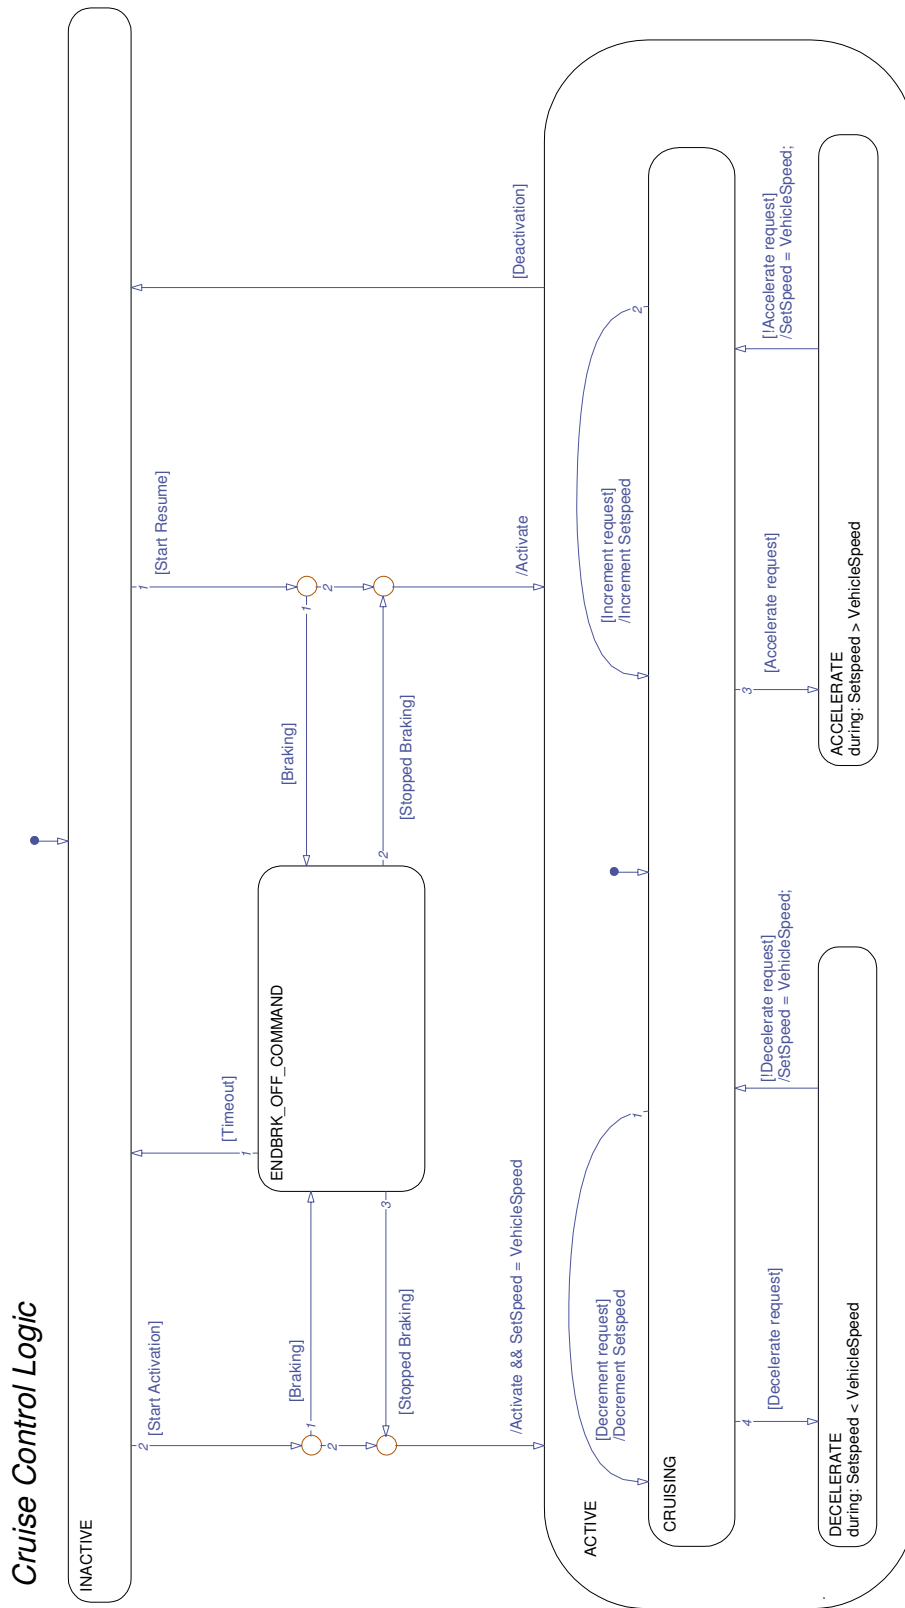 Cruise Control Logic
INACTIVE
2
[Start Activation]
1
[Start Resume]
[Timeout]
1
ENDBRK_OFF_COMMAND
[Braking]
1
2
[Braking]
1
2
3
[Stopped Braking]
2
[Stopped Braking]
/Activate && SetSpeed = VehicleSpeed
/Activate
[Deactivation]
ACTIVE
[Decrement request]
/Decrement Setspeed
1
[Increment request]
/Increment Setspeed
2
CRUISING
4
[Decelerate request]
[!Decelerate request]
/SetSpeed = VehicleSpeed;
3
[Accelerate request]
[!Accelerate request]
/SetSpeed = VehicleSpeed;
DECELERATE
during: Setspeed < VehicleSpeed
ACCELERATE
during: Setspeed > VehicleSpeed